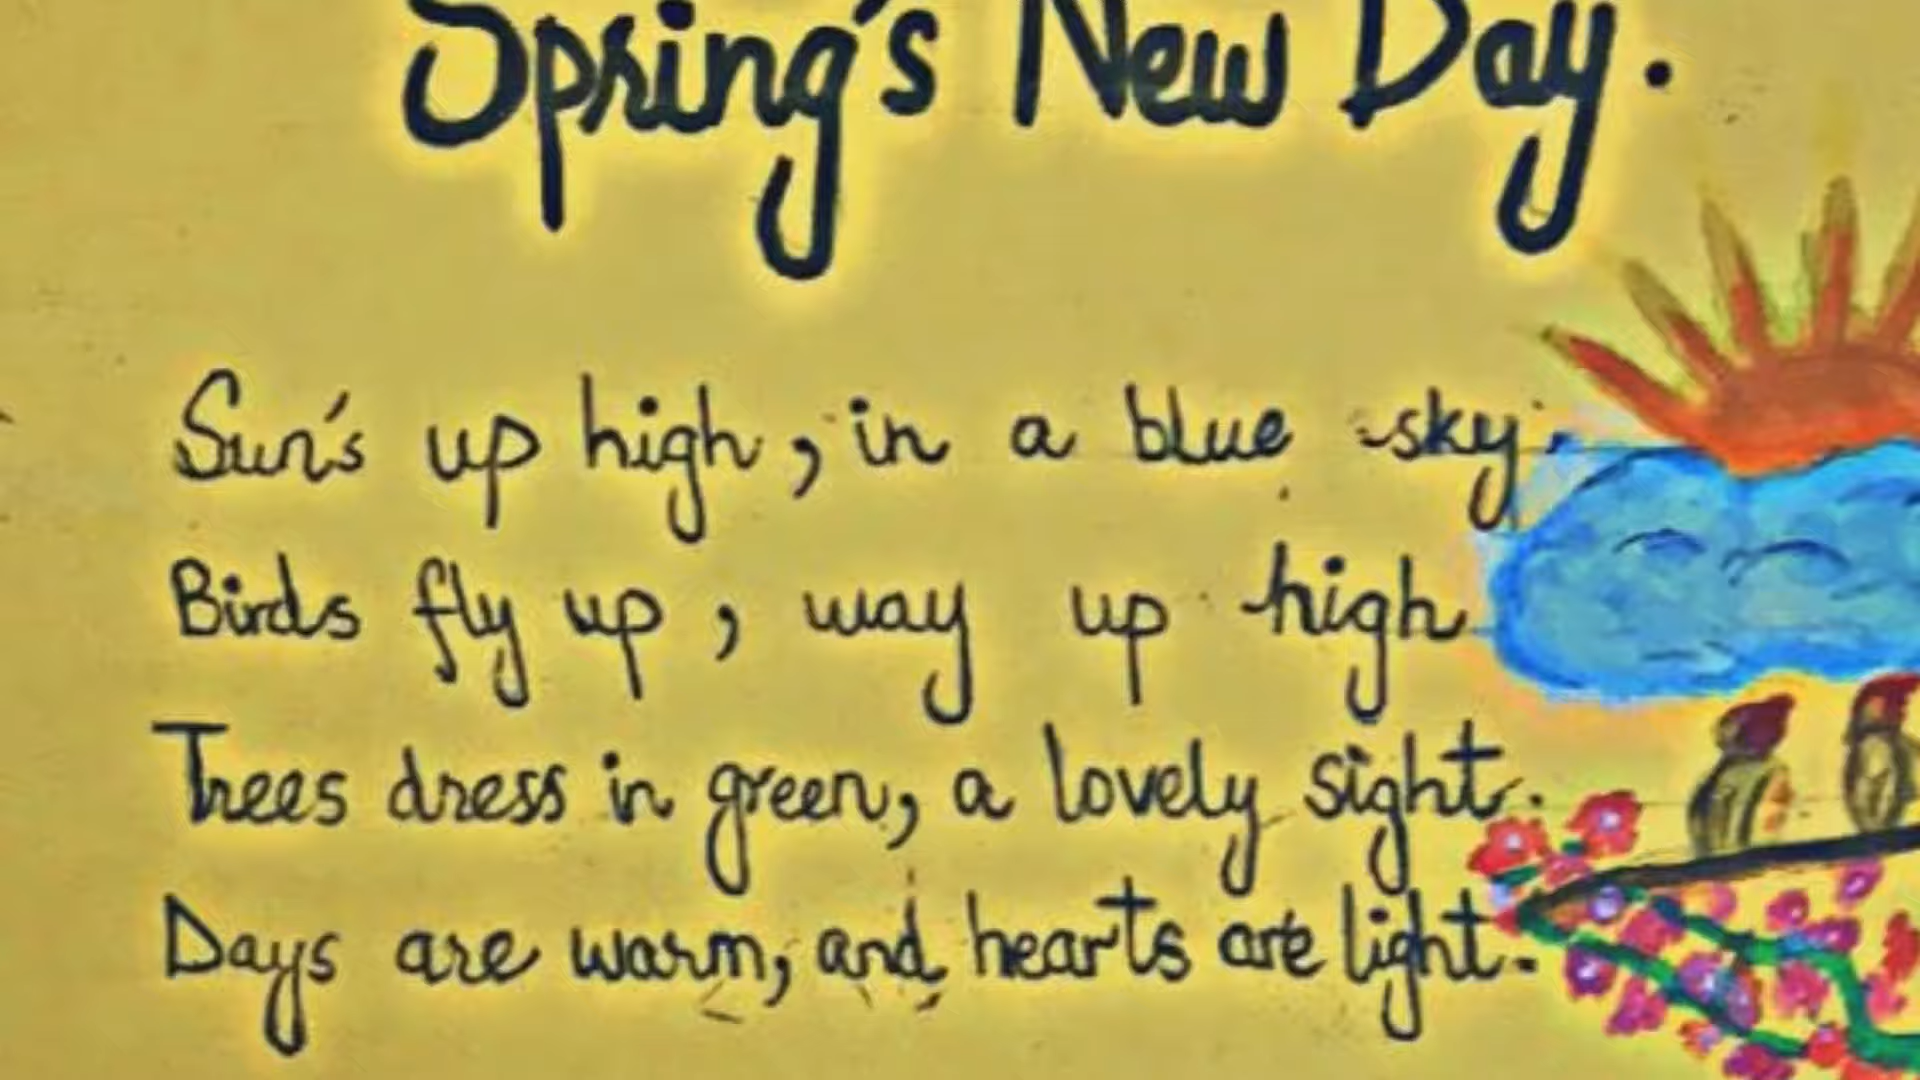 Spring's New Day.
Sun's up high, in a blue sky.
Birds fly up, way up high
Trees dress in green, a lovely sight.
Days are warm, and hearts are light.